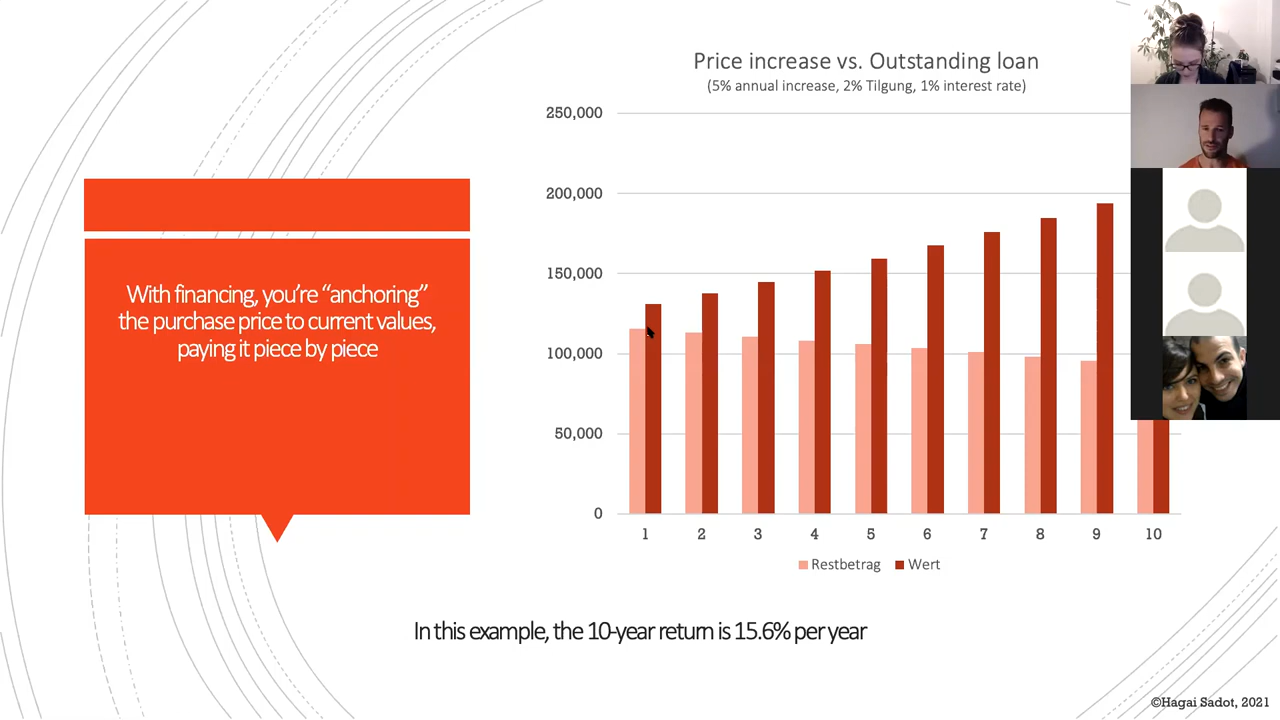 Price increase vs. Outstanding loan
(5% annual increase, 2% Tilgung, 1% interest rate)
250,000
200,000
150,000
100,000
50,000
0
1 2 3 4 5 6 7 8 9 10
Restbetrag Wert
With financing, you're “anchoring”
the purchase price to current values,
paying it piece by piece
In this example, the 10-year return is 15.6% per year
©Hagai Sadot, 2021